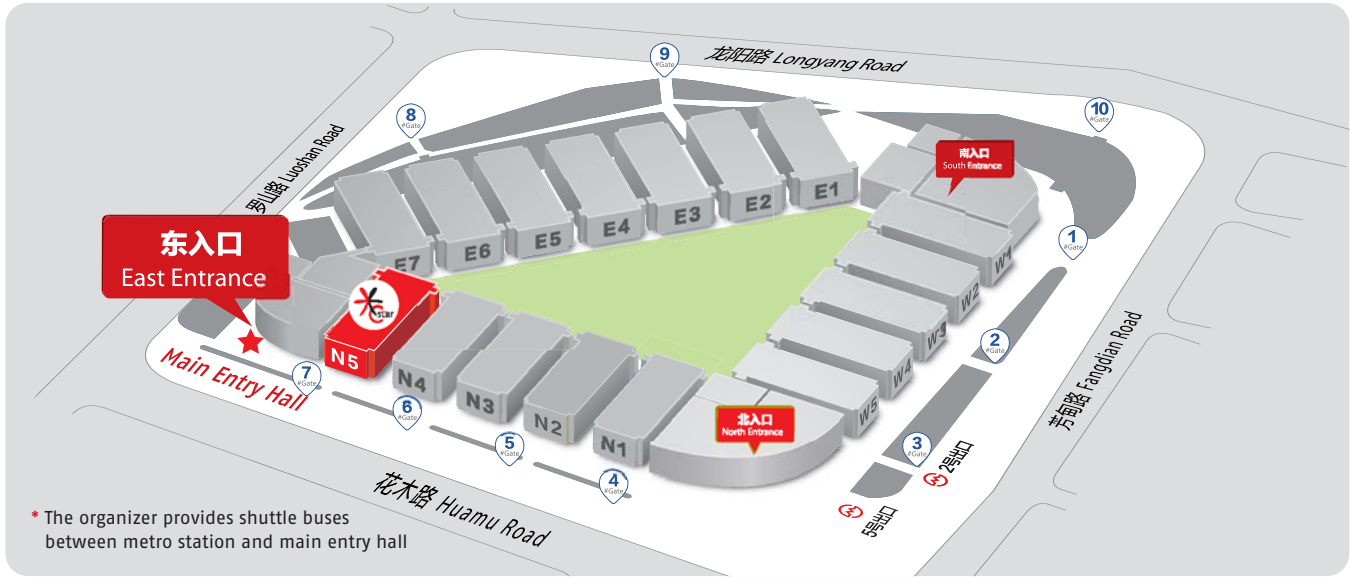 9
#Gate
龙阳路 Longyang Road
8
#Gate
10
#Gate
罗山路 Luoshan Road
南入口
South Entrance
东入口
East Entrance
E7
E6
E5
E4
E3
E2
E1
W1
W2
W3
W4
W5
1
#Gate
2
#Gate
3
#Gate
star
N5
N4
N3
N2
N1
北入口
North Entrance
Main Entry Hall
7
#Gate
6
#Gate
5
#Gate
4
#Gate
芳甸路 Fangdian Road
2号出口
5号出口
花木路 Huamu Road
* The organizer provides shuttle buses
between metro station and main entry hall